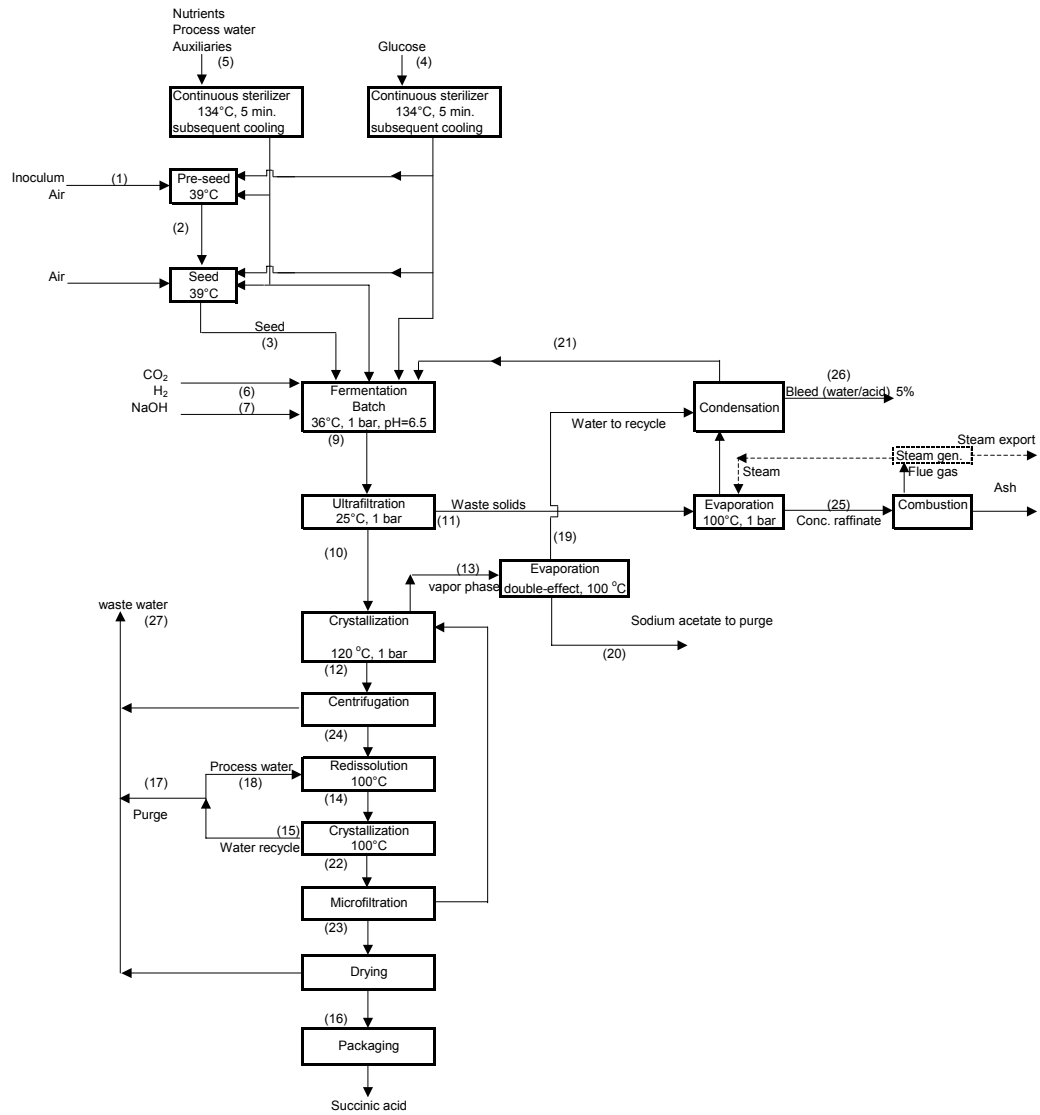 Nutrients
Process water
Auxiliaries
(5)
Glucose
(4)
Continuous sterilizer
134°C, 5 min.
subsequent cooling
Continuous sterilizer
134°C, 5 min.
subsequent cooling
Inoculum
Air
(1)
Pre-seed
39°C
(2)
Air
Seed
39°C
Seed
(3)
(21)
CO2
H2
NaOH
(6)
(7)
Fermentation
Batch
36°C, 1 bar, pH=6.5
(9)
(26)
Bleed (water/acid) 5%
Condensation
Water to recycle
Steam export
Steam gen.
Flue gas
Steam
Ash
Ultrafiltration
25°C, 1 bar
Waste solids
(11)
Evaporation
100°C, 1 bar
(25)
Conc. raffinate
Combustion
(10)
(19)
(13)
vapor phase
Evaporation
double-effect, 100 °C
waste water
(27)
Crystallization
120 °C, 1 bar
(12)
Sodium acetate to purge
(20)
Centrifugation
(24)
Process water
(18)
(17)
Purge
Redissolution
100°C
(14)
(15)
Water recycle
Crystallization
100°C
(22)
Microfiltration
(23)
Drying
(16)
Packaging
Succinic acid